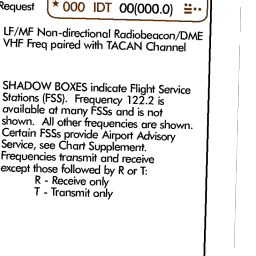 Request
* 000 IDT 00(000.0)
LF/MF Non-directional Radiobeacon/DME
VHF Freq paired with TACAN Channel
SHADOW BOXES indicate Flight Service
Stations (FSS). Frequency 122.2 is
available at many FSSs and is not
shown. All other frequencies are shown.
Certain FSSs provide Airport Advisory
Service, see Chart Supplement.
Frequencies transmit and receive
except those followed by R or T:
R - Receive only
T - Transmit only